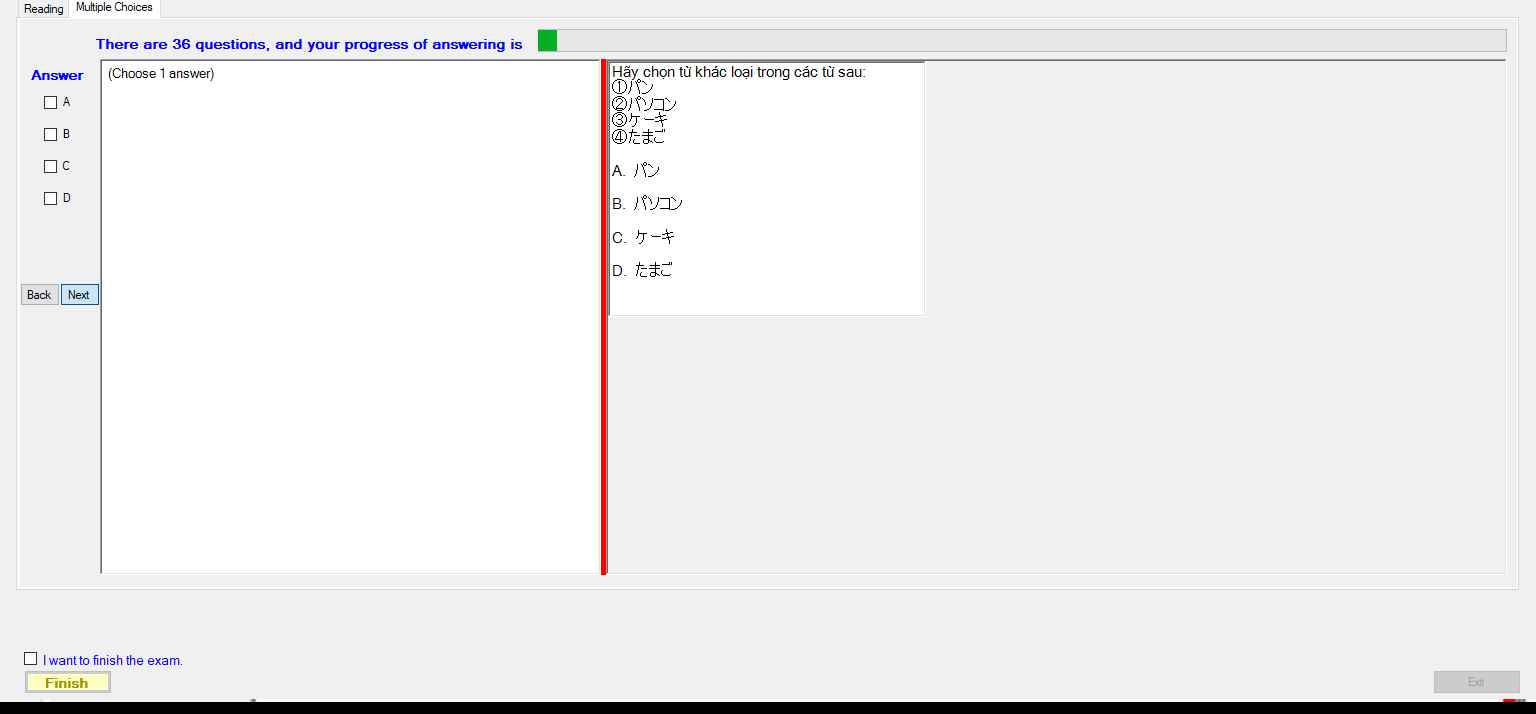 Reading
Multiple Choices
There are 36 questions, and your progress of answering is
Answer
A
B
C
D
Back
Next
(Choose 1 answer)
Hãy chọn từ khác loại trong các từ sau:
①パン
②パソコン
③ケーキ
④たまご
A. パン
B. パソコン
C. ケーキ
D. たまご
I want to finish the exam.
Finish
Exit